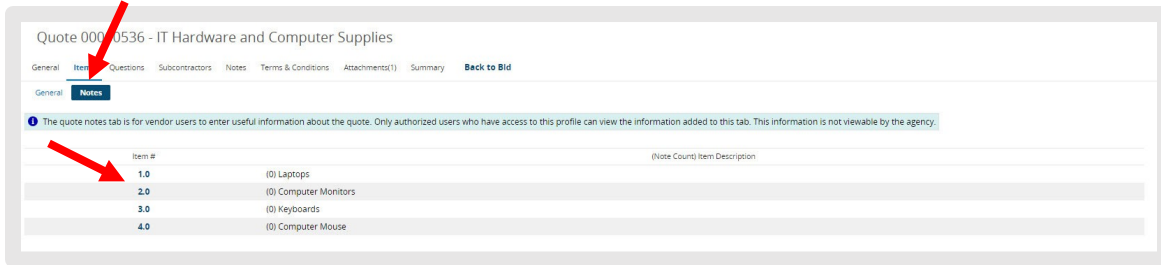 Quote 000 0536 - IT Hardware and Computer Supplies
General Item Questions Subcontractors Notes Terms & Conditions Attachments(1) Summary Back to Bid
General Notes
The quote notes tab is for vendor users to enter useful information about the quote. Only authorized users who have access to this profile can view the information added to this tab. This information is not viewable by the agency.
Item # (Note Count) Item Description
1.0 (0) Laptops
2.0 (0) Computer Monitors
3.0 (0) Keyboards
4.0 (0) Computer Mouse